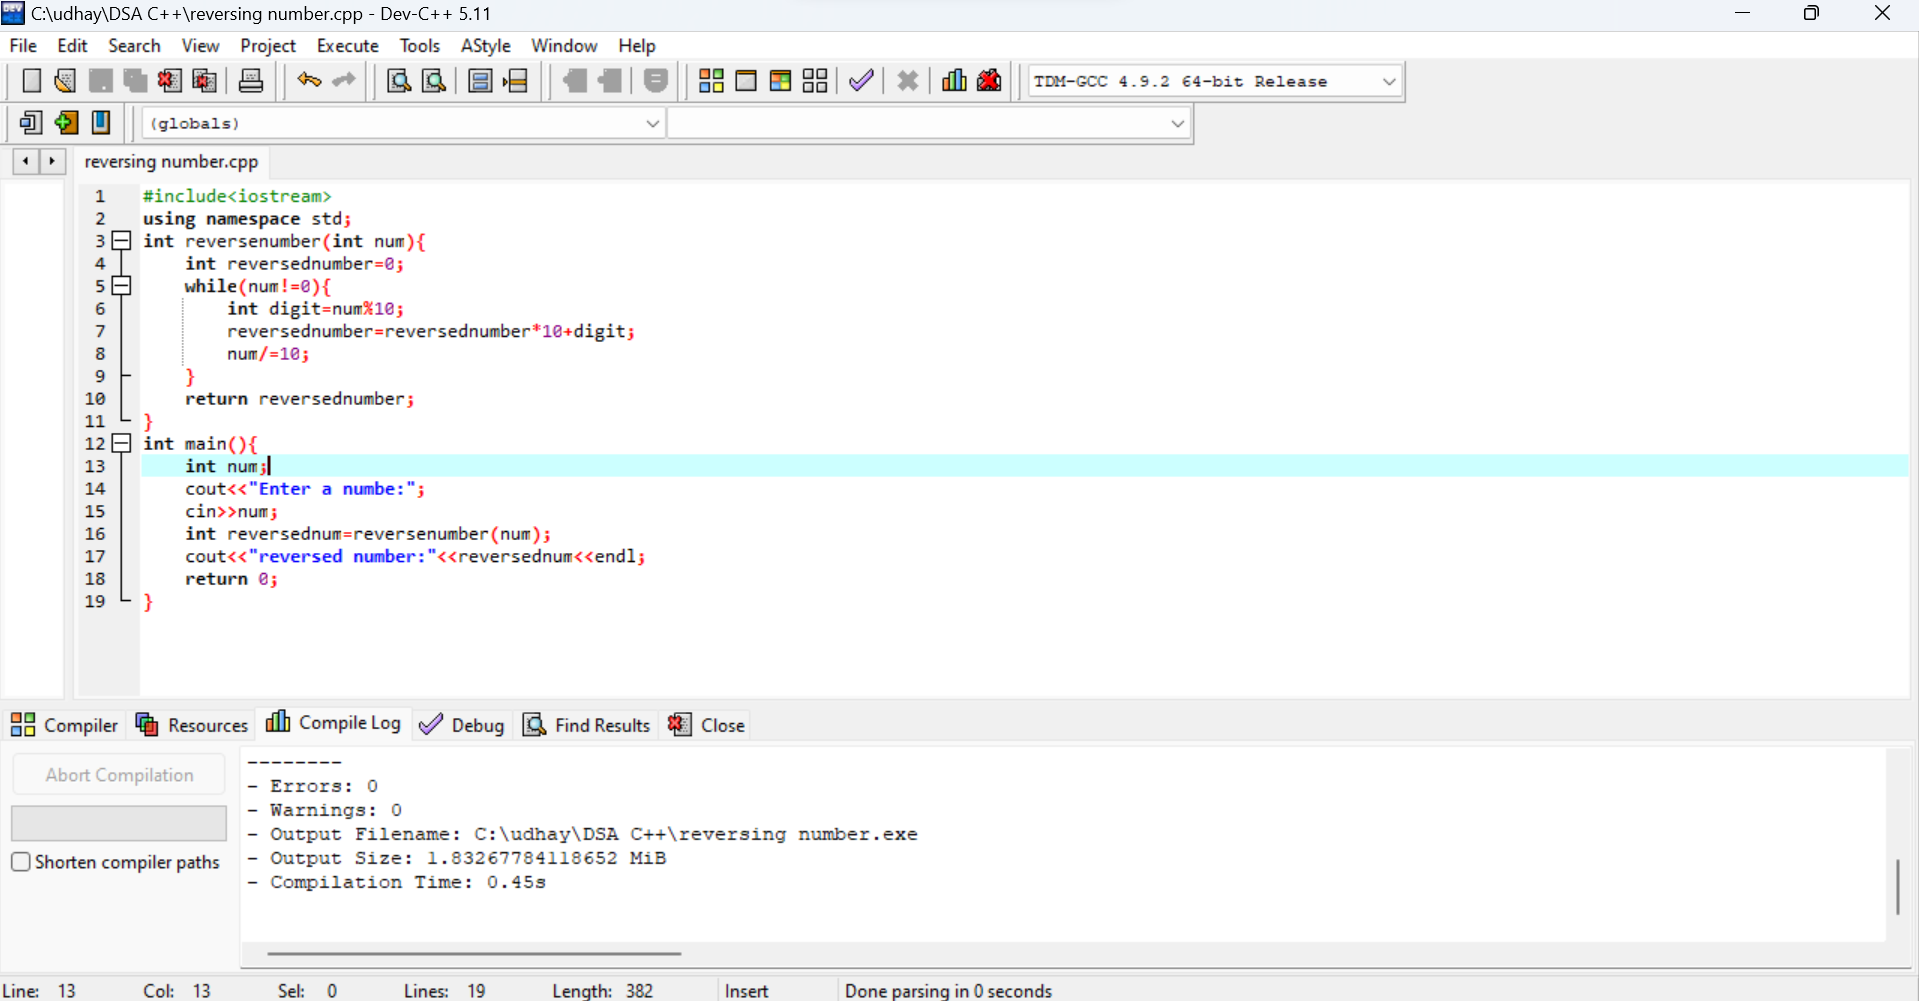 C:\udhay\DSA C++\reversing number.cpp - Dev-C++ 5.11
File Edit Search View Project Execute Tools AStyle Window Help
TDM-GCC 4.9.2 64-bit Release
(globals)
reversing number.cpp
1 #include<iostream>
2 using namespace std;
3 int reversenumber(int num){
4 int reversednumber=0;
5 while(num!=0){
6 int digit=num%10;
7 reversednumber=reversednumber*10+digit;
8 num/=10;
9 }
10 return reversednumber;
11 }
12 int main(){
13 int num;
14 cout<<"Enter a numbe:";
15 cin>>num;
16 int reversednum=reversenumber(num);
17 cout<<"reversed number:"<<reversednum<<endl;
18 return 0;
19 }
Compiler Resources Compile Log Debug Find Results Close
Abort Compilation
Shorten compiler paths
--------
- Errors: 0
- Warnings: 0
- Output Filename: C:\udhay\DSA C++\reversing number.exe
- Output Size: 1.83267784118652 MiB
- Compilation Time: 0.45s
Line: 13 Col: 13 Sel: 0 Lines: 19 Length: 382 Insert Done parsing in 0 seconds